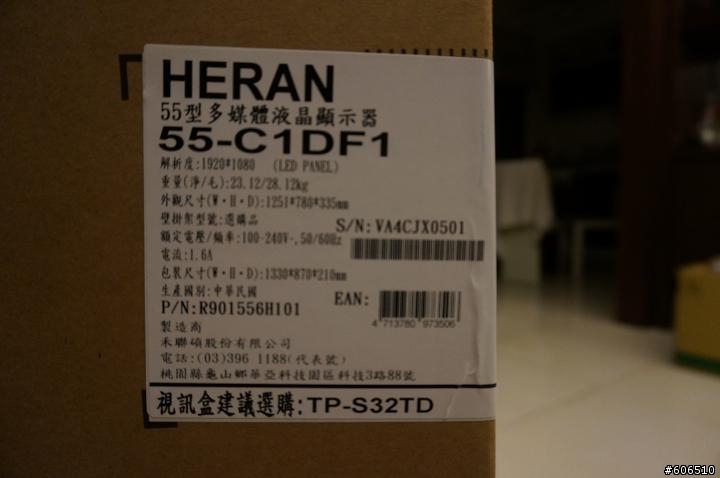 HERAN
55型多媒體液晶顯示器
55-C1DF1
解析度:1920*1080 (LED PANEL)
重量(淨/毛):23.12/28.12kg
外觀尺寸(W*H*D):1251*780*335mm
壁掛架型號:選購品
S/N:VA4CJX0501
額定電壓/頻率:100-240V~,50/60Hz
電流:1.6A
包裝尺寸(W*H*D):1330*870*210mm
生產國別:中華民國
EAN:
P/N:R901556H101
4 713780 973506
製造商
禾聯碩股份有限公司
電話:(03)396 1188(代表號)
桃園縣龜山鄉華亞科技園區科技3路88號
視訊盒建議選購:TP-S32TD
#606510